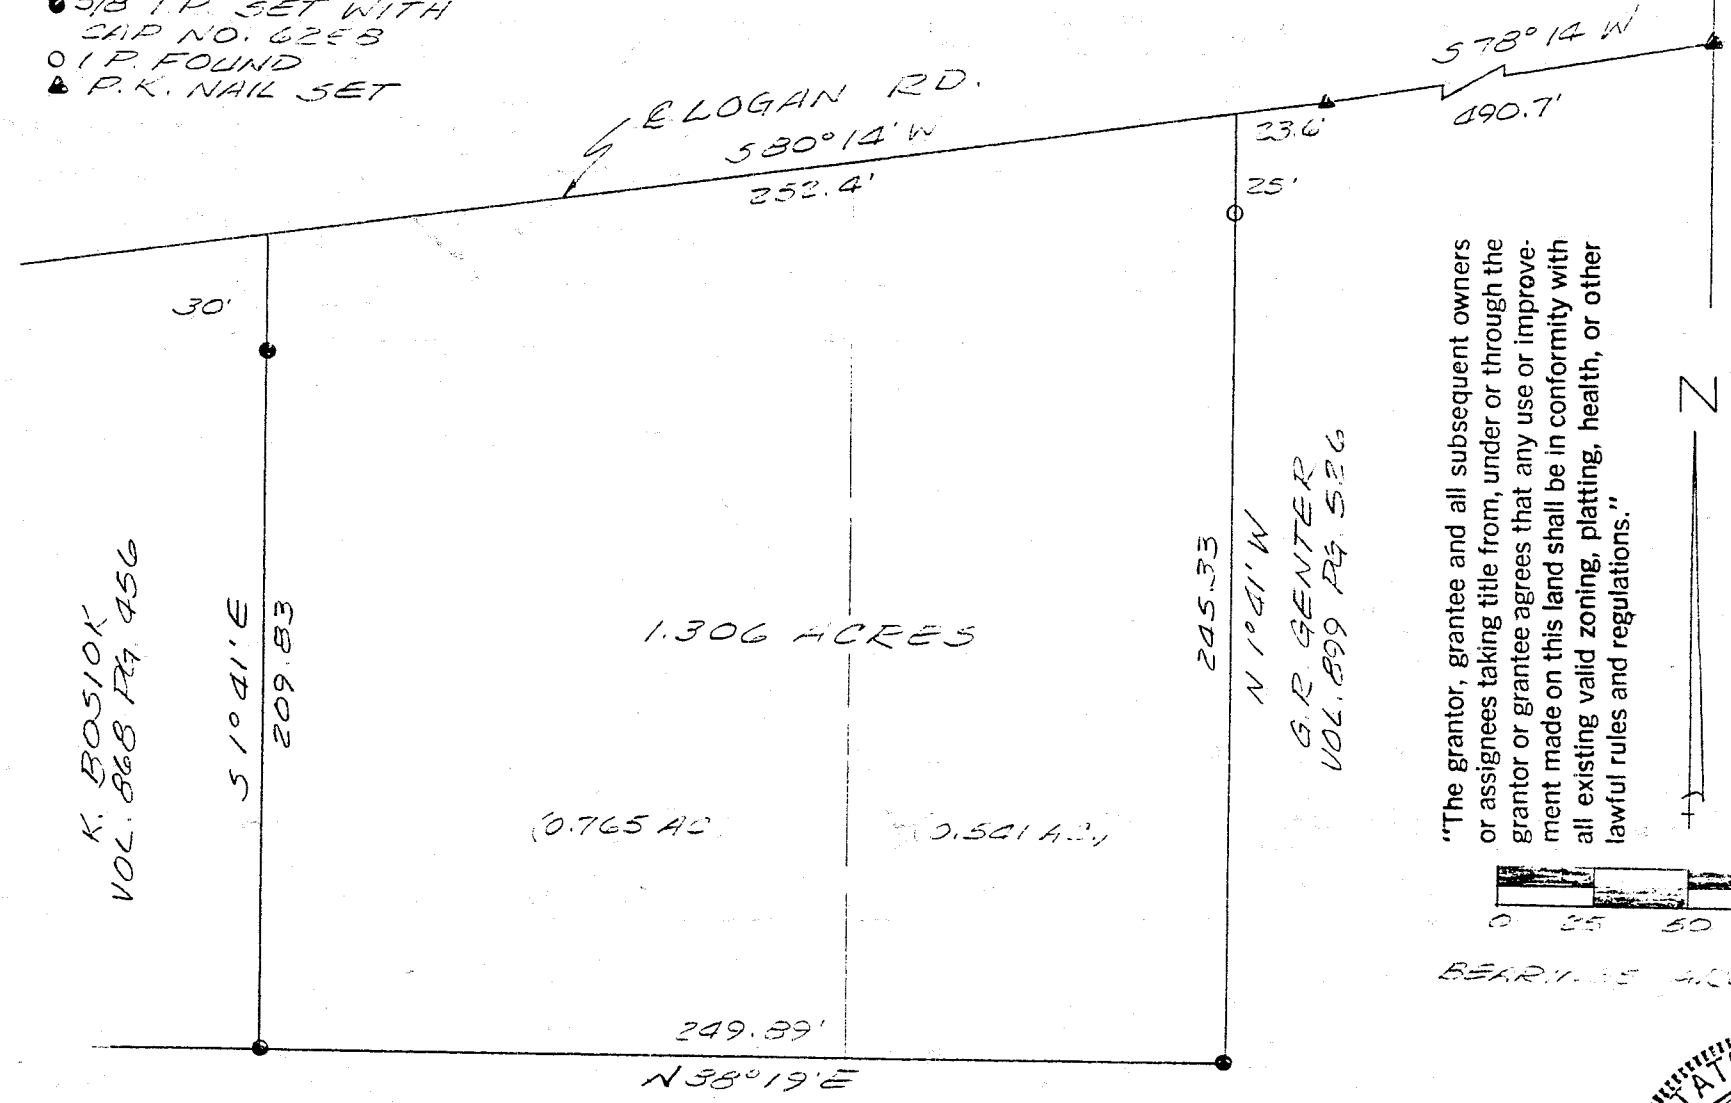 5/8 I.P. SET WITH
CAP NO.
I.P. FOUND
P.K. NAIL SET
℄ LOGAN RD.
S 80° 14' W
252.4'
S 78° 14 W
490.7'
23.6'
25'
30'
K. BOSIOK
VOL. 868 PG. 456
S 1° 41' E
209.83
1.306 ACRES
(0.765 AC
0.541 AC.)
245.33
N 1° 41' W
G.R. GENTER
VOL. 899 PG. 526
249.89'
N 38° 19' E
"The grantor, grantee and all subsequent owners
or assignees taking title from, under or through the
grantor or grantee agrees that any use or improve-
ment made on this land shall be in conformity with
all existing valid zoning, platting, health, or other
lawful rules and regulations."
N
0 25 50